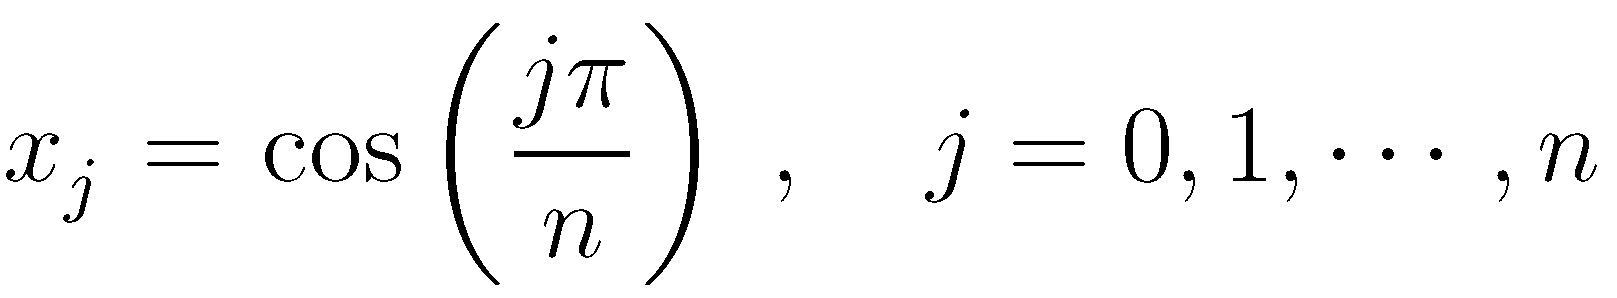 x_j = cos(jπ/n) , j = 0, 1, ⋯ , n